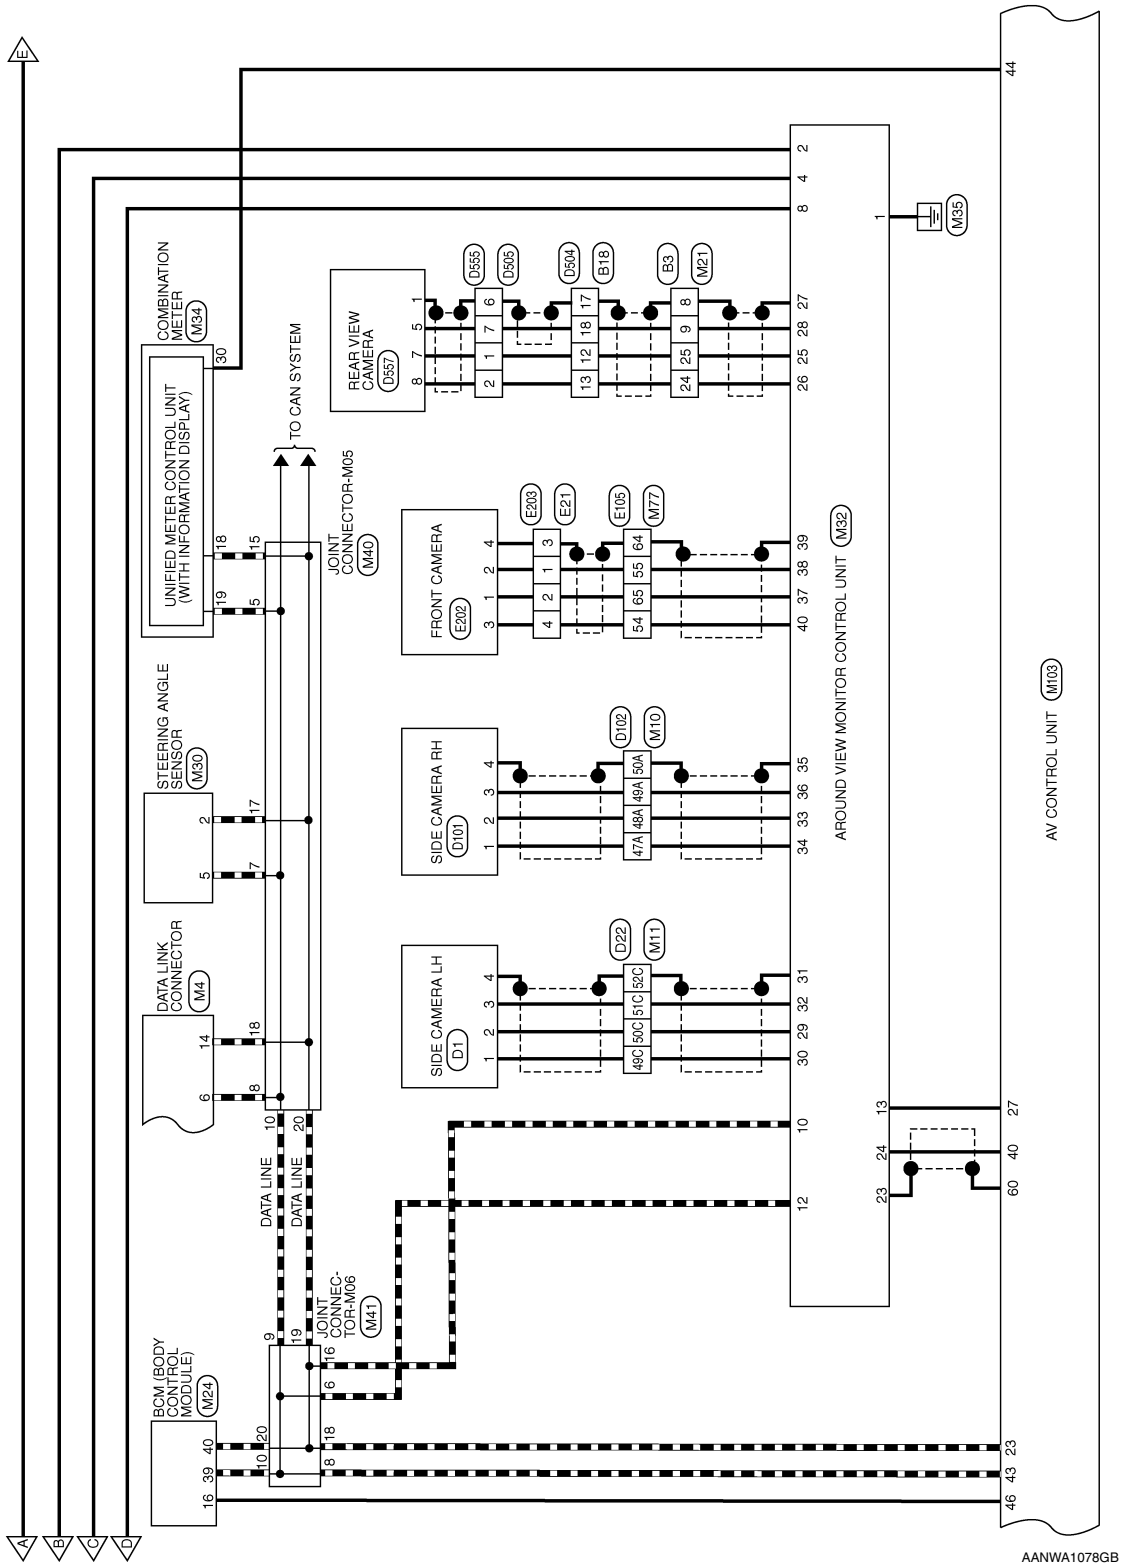 E
A
B
C
D
COMBINATION
METER
M34
UNIFIED METER CONTROL UNIT
(WITH INFORMATION DISPLAY)
30
18
19
15
5
TO CAN SYSTEM
JOINT
CONNECTOR-M05
M40
STEERING ANGLE
SENSOR
M30
2
5
17
7
DATA LINK
CONNECTOR
M4
14
6
18
8
10
20
DATA LINE
DATA LINE
9
19
JOINT
CONNEC-
TOR-M06
M41
16
6
18
8
20
10
BCM (BODY
CONTROL
MODULE)
M24
40
39
16
REAR VIEW
CAMERA
D557
1
5
7
8
D555
D505
6
7
1
2
D504
B18
17
18
12
13
B3
M21
8
9
25
24
27
28
25
26
FRONT CAMERA
E202
4
2
1
3
E203
E21
3
1
2
4
E105
M77
64
55
65
54
39
38
37
40
SIDE CAMERA RH
D101
4
3
2
1
D102
M10
50A
49A
48A
47A
35
36
33
34
SIDE CAMERA LH
D1
4
3
2
1
D22
M11
52C
51C
50C
49C
31
32
29
30
10
12
2
4
8
1
M35
AROUND VIEW MONITOR CONTROL UNIT
M32
13
24
23
44
27
40
60
23
43
46
AV CONTROL UNIT
M103
AANWA1078GB